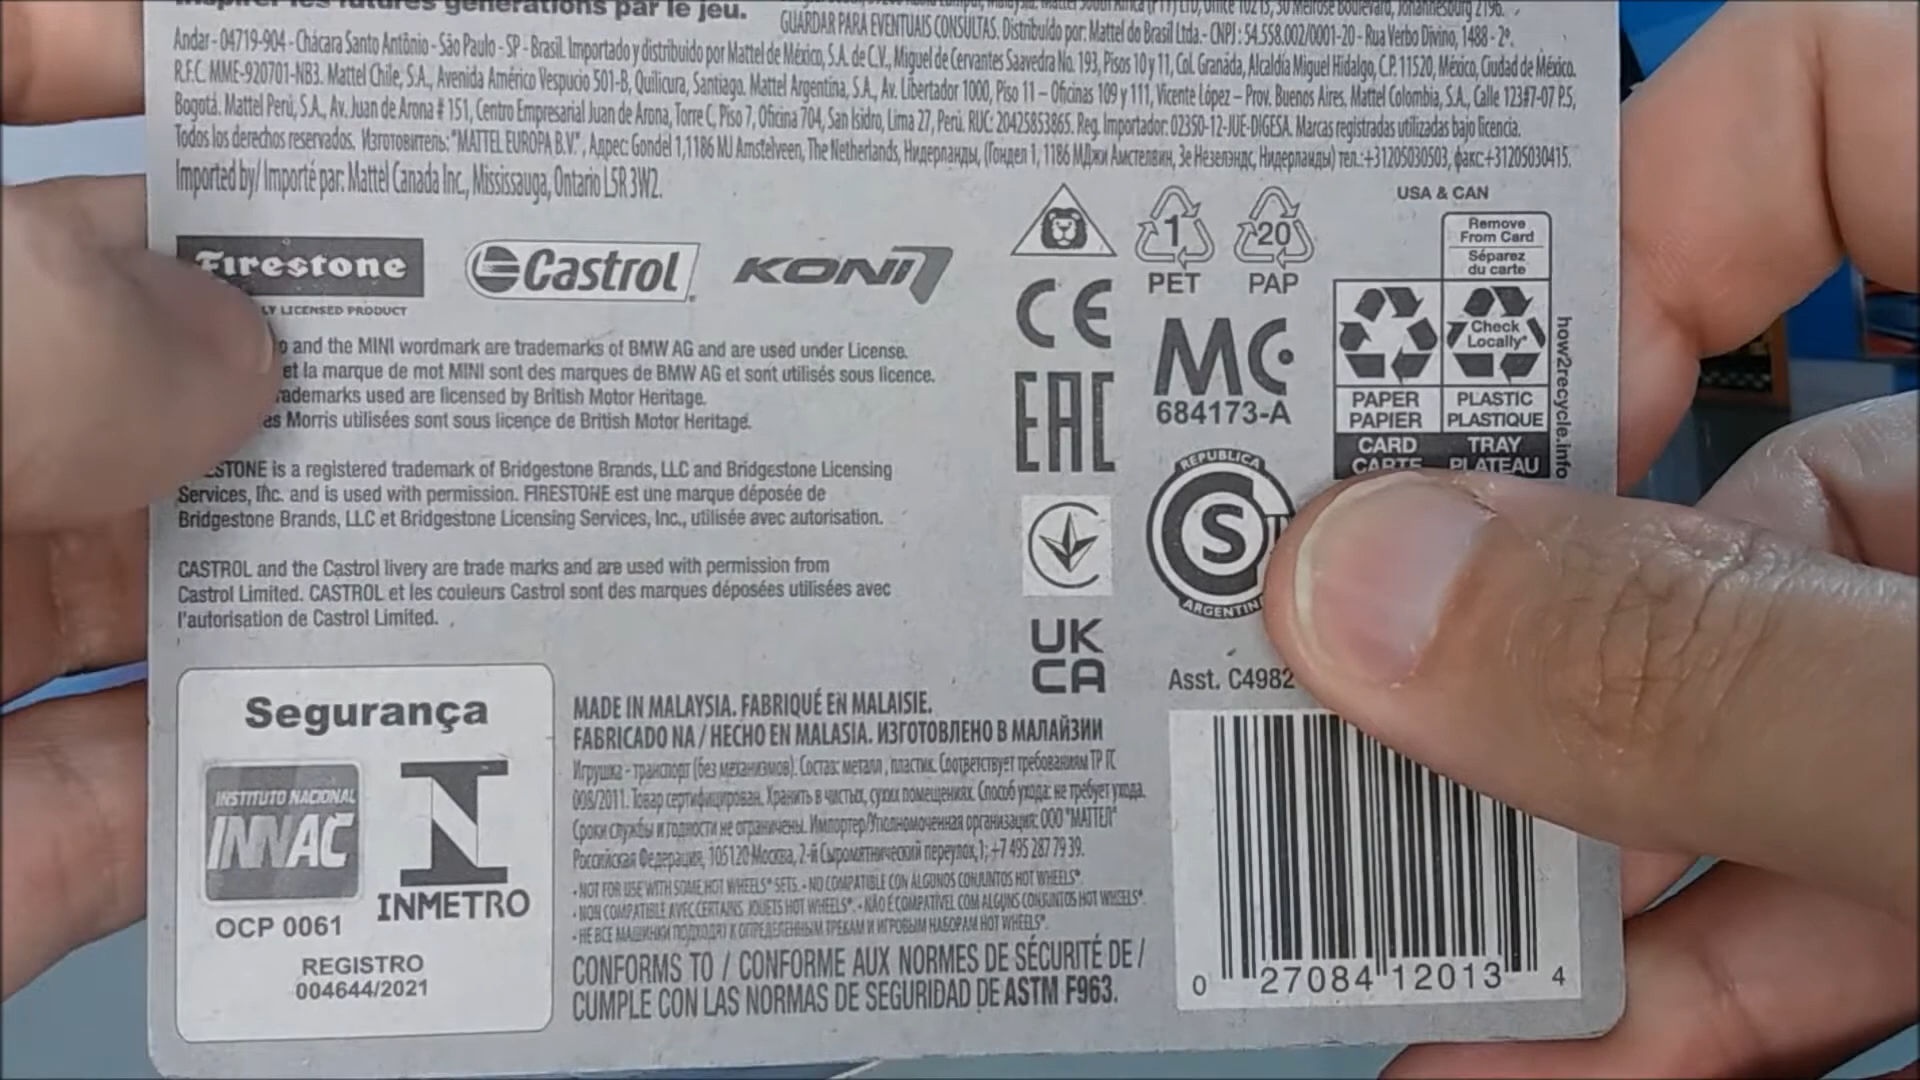 les futures générations par le jeu.
GUARDAR PARA EVENTUAIS CONSULTAS. Distribuído por: Mattel do Brasil Ltda.- CNPJ: 54.558.002/0001-20 - Rua Verbo Divino, 1488 - 2º.
Andar - 04719-904 - Chácara Santo Antônio - São Paulo - SP - Brasil. Importado y distribuido por Mattel de México, S.A. de C.V., Miguel de Cervantes Saavedra No. 193, Pisos 10 y 11, Col. Granada, Alcaldía Miguel Hidalgo, C.P. 11520, México, Ciudad de México.
R.F.C. MME-920701-NB3. Mattel Chile, S.A., Avenida Américo Vespucio 501-B, Quilicura, Santiago. Mattel Argentina, S.A., Av. Libertador 1000, Piso 11 – Oficinas 109 y 111, Vicente López – Prov. Buenos Aires. Mattel Colombia, S.A., Calle 123#7-07 P.5,
Bogotá. Mattel Perú, S.A., Av. Juan de Arona # 151, Centro Empresarial Juan de Arona, Torre C, Piso 7, Oficina 704, San Isidro, Lima 27, Perú. RUC: 20425853865. Reg. Importador: 02350-12-JUE-DIGESA. Marcas registradas utilizadas bajo licencia.
Todos los derechos reservados. Изготовитель: "MATTEL EUROPA B.V.", Адрес: Gondel 1, 1186 MJ Amstelveen, The Netherlands, Нидерланды, (Гондел 1, 1186 МДжи Амстелвин, Зе Незелэндс, Нидерланды) тел.:+31205030503, факс:+31205030415.
Imported by/ Importé par: Mattel Canada Inc., Mississauga, Ontario L5R 3W2.
Firestone
LICENSED PRODUCT
Castrol
KONI
and the MINI wordmark are trademarks of BMW AG and are used under License.
et la marque de mot MINI sont des marques de BMW AG et sont utilisés sous licence.
used are licensed by British Motor Heritage.
Morris utilisées sont sous licence de British Motor Heritage.
is a registered trademark of Bridgestone Brands, LLC and Bridgestone Licensing
Services, Inc. and is used with permission. FIRESTONE est une marque déposée de
Bridgestone Brands, LLC et Bridgestone Licensing Services, Inc., utilisée avec autorisation.
CASTROL and the Castrol livery are trade marks and are used with permission from
Castrol Limited. CASTROL et les couleurs Castrol sont des marques déposées utilisées avec
l'autorisation de Castrol Limited.
1
PET
20
PAP
CE
EAC
UK
CA
MC
684173-A
REPUBLICA
S
Asst. C4982
USA & CAN
Remove
From Card
Séparez
du carte
Check
Locally*
PAPER
PAPIER
PLASTIC
PLASTIQUE
CARD
CARTE
TRAY
PLATEAU
how2recycle.info
Segurança
INSTITUTO NACIONAL
INNAC
OCP 0061
INMETRO
REGISTRO
004644/2021
MADE IN MALAYSIA. FABRIQUÉ EN MALAISIE.
FABRICADO NA / HECHO EN MALASIA. ИЗГОТОВЛЕНО В МАЛАЙЗИИ
Игрушка - транспорт (без механизмов). Состав: металл, пластик. Соответствует требованиям ТР ТС
008/2011. Товар сертифицирован. Хранить в чистых, сухих помещениях. Способ ухода: не требует ухода.
Сроки службы и годности не ограничены. Импортер/Уполномоченная организация: ООО "МАТТЕЛ"
Российская Федерация, 105120 Москва, 2-й Сыромятнический переулок, 1; +7 495 287 79 39.
• NOT FOR USE WITH SOME HOT WHEELS® SETS. • NO COMPATIBLE CON ALGUNOS CONJUNTOS HOT WHEELS®.
• NON COMPATIBLE AVEC CERTAINS JOUETS HOT WHEELS®. • NÃO É COMPATÍVEL COM ALGUNS CONJUNTOS HOT WHEELS®.
• НЕ ВСЕ МАШИНКИ ПОДХОДЯТ К ОПРЕДЕЛЕННЫМ ТРЕКАМ И ИГРОВЫМ НАБОРАМ HOT WHEELS®.
CONFORMS TO / CONFORME AUX NORMES DE SÉCURITÉ DE /
CUMPLE CON LAS NORMAS DE SEGURIDAD DE ASTM F963.
0 27084 12013 4